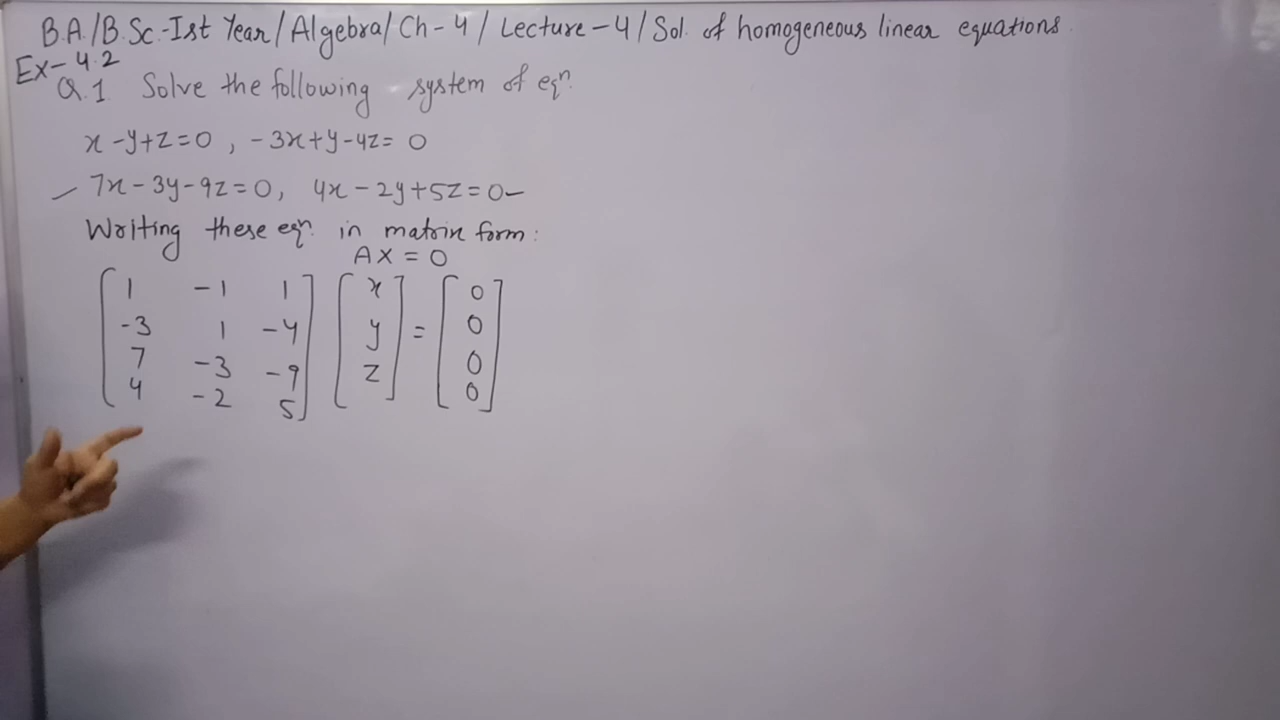 B.A./B.Sc.-Ist Year/Algebra/Ch-4/Lecture-4/Sol. of homogeneous linear equations.
Ex-4.2
Q.1 Solve the following system of eqn.
x-y+z=0, -3x+y-4z=0
7x-3y-9z=0, 4x-2y+5z=0
Writing these eqn. in matrix form:
AX=0
[1 -1 1] [x] = [0]
[-3 1 -4] [y] [0]
[7 -3 -9] [z] [0]
[4 -2 5] [0]